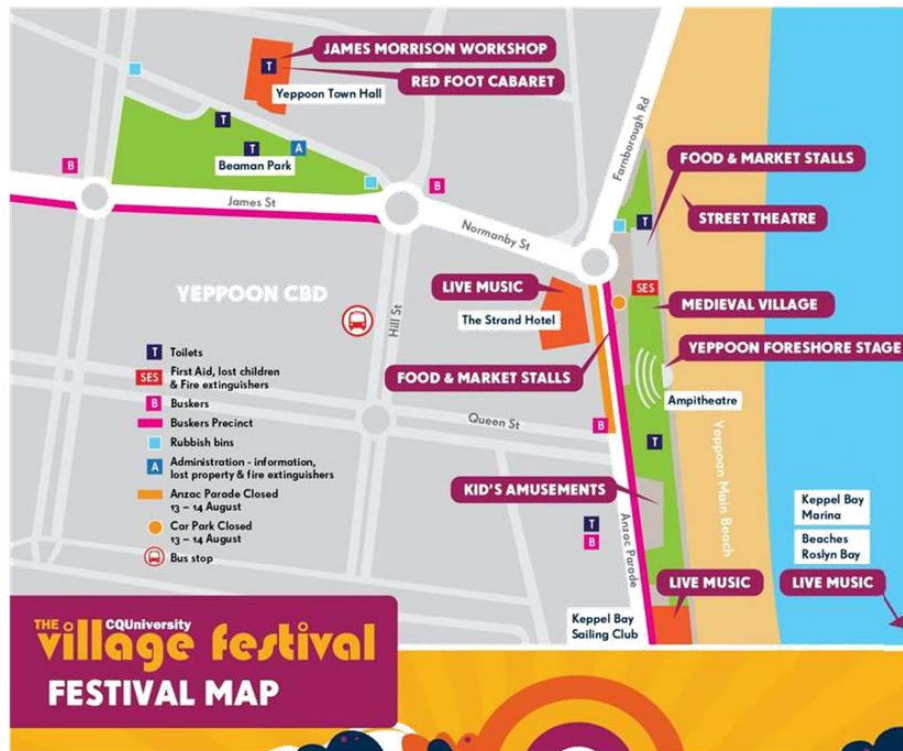 JAMES MORRISON WORKSHOP
T
RED FOOT CABARET
Yeppoon Town Hall
Farnborough Rd
T
T
A
Beaman Park
B
B
FOOD & MARKET STALLS
James St
T
STREET THEATRE
Normanby St
YEPPOON CBD
LIVE MUSIC
SES
The Strand Hotel
MEDIEVAL VILLAGE
Hill St
YEPPOON FORESHORE STAGE
FOOD & MARKET STALLS
Ampitheatre
Queen St
B
T
Yeppoon Main Beach
KID'S AMUSEMENTS
Anzac Parade
T
B
Keppel Bay
Marina
Beaches
Roslyn Bay
LIVE MUSIC
LIVE MUSIC
Keppel Bay
Sailing Club
T Toilets
SES First Aid, lost children
& Fire extinguishers
B Buskers
Buskers Precinct
Rubbish bins
A Administration - information,
lost property & fire extinguishers
Anzac Parade Closed
13 – 14 August
Car Park Closed
13 – 14 August
Bus stop
THE CQUniversity
village festival
FESTIVAL MAP